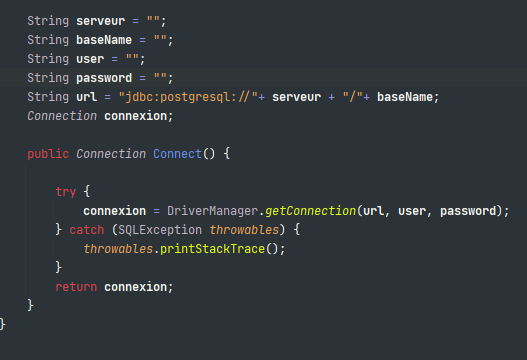 String serveur = "";
String baseName = "";
String user = "";
String password = "";
String url = "jdbc:postgresql://"+ serveur + "/"+ baseName;
Connection connexion;
public Connection Connect() {
try {
connexion = DriverManager.getConnection(url, user, password);
} catch (SQLException throwables) {
throwables.printStackTrace();
}
return connexion;
}
}